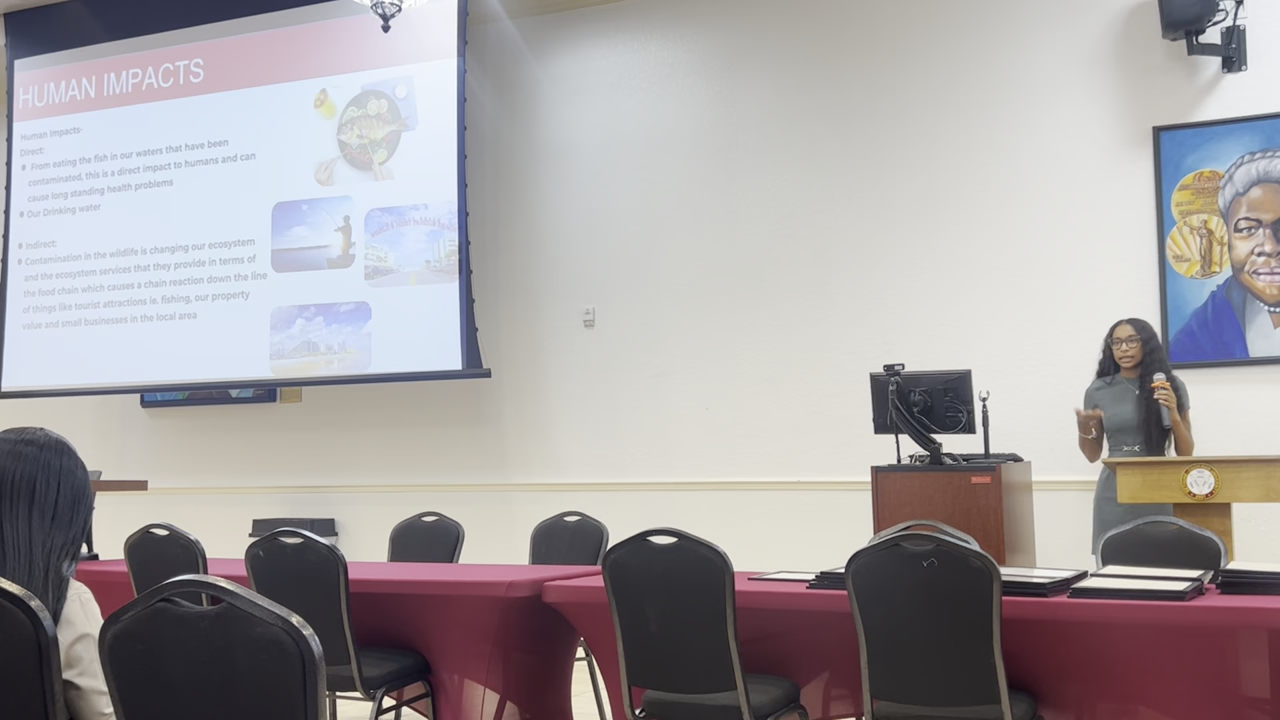 HUMAN IMPACTS
Human Impacts-
Direct:
● From eating the fish in our waters that have been
contaminated, this is a direct impact to humans and can
cause long standing health problems
● Our Drinking water
● Indirect:
● Contamination in the wildlife is changing our ecosystem
and the ecosystem services that they provide in terms of
the food chain which causes a chain reaction down the line
of things like tourist attractions ie. fishing, our property
value and small businesses in the local area